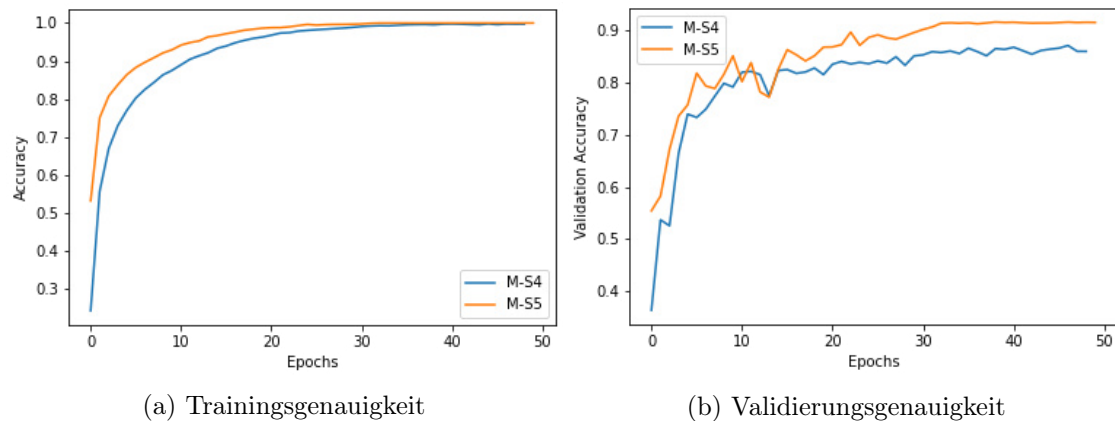 1.0
0.9
0.8
0.7
0.6
0.5
0.4
0.3
Accuracy
0 10 20 30 40 50
Epochs
M-S4
M-S5
(a) Trainingsgenauigkeit
0.9
0.8
0.7
0.6
0.5
0.4
Validation Accuracy
0 10 20 30 40 50
Epochs
M-S4
M-S5
(b) Validierungsgenauigkeit